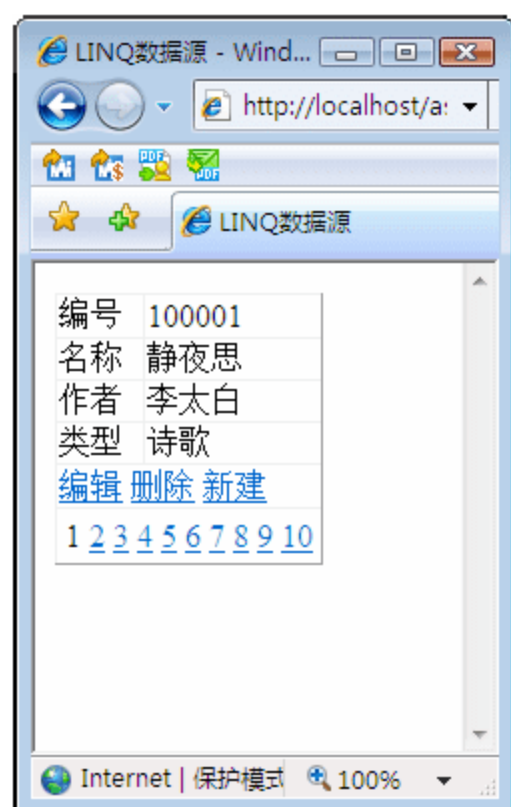 LINQ数据源 - Wind...
http://localhost/a
LINQ数据源
编号 100001
名称 静夜思
作者 李太白
类型 诗歌
编辑 删除 新建
1 2 3 4 5 6 7 8 9 10
Internet | 保护模式
100%